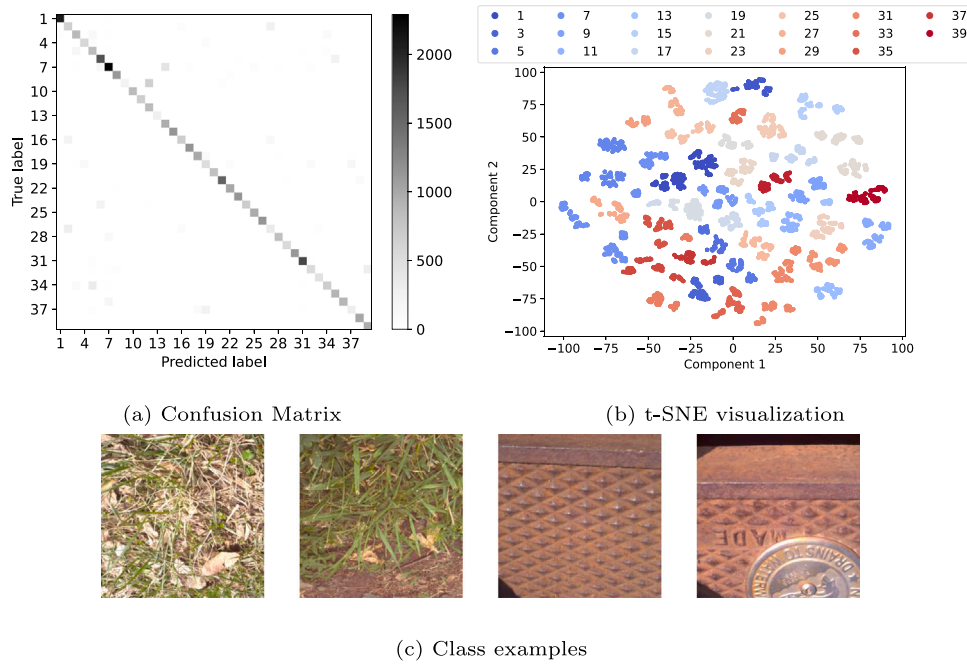 1 7 13 19 25 31 37
3 9 15 21 27 33 39
5 11 17 23 29 35
1
4
7
10
13
16
19
22
25
28
31
34
37
True label
1 4 7 10 13 16 19 22 25 28 31 34 37
Predicted label
2000
1500
1000
500
0
100
75
50
25
0
−25
−50
−75
−100
Component 2
−100 −75 −50 −25 0 25 50 75 100
Component 1
(a) Confusion Matrix
(b) t-SNE visualization
MADE
DRAINS TO WATERW
(c) Class examples